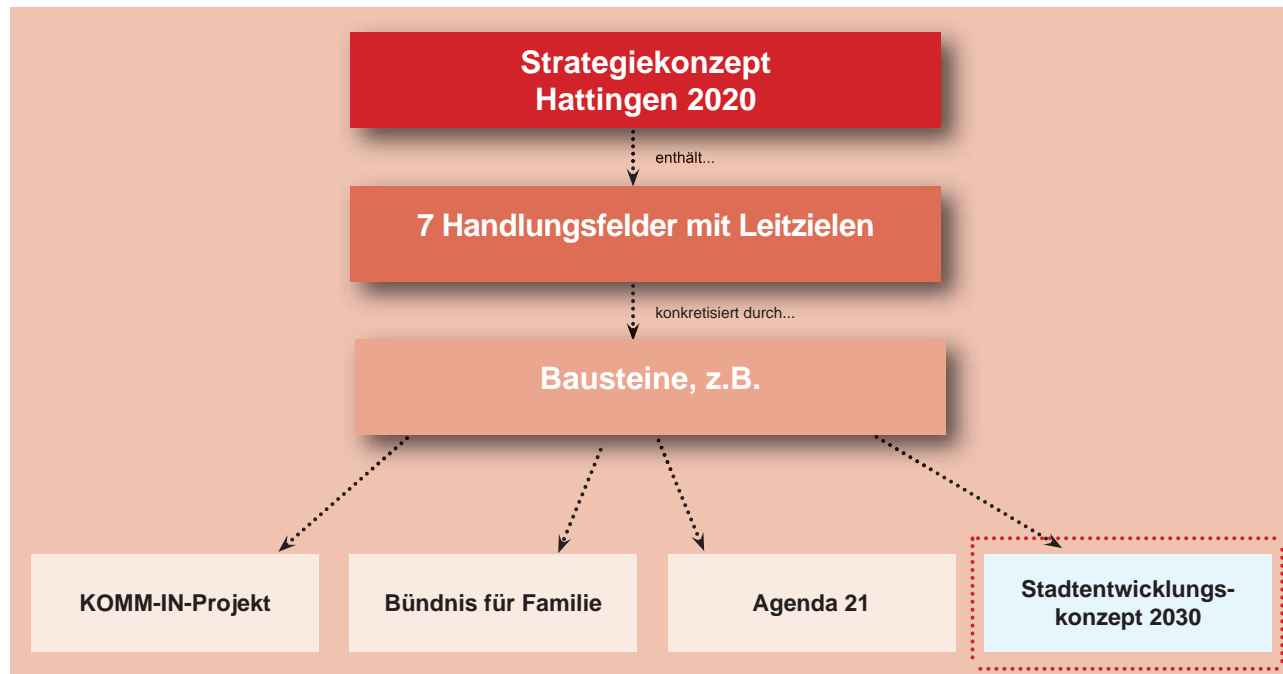 Strategiekonzept
Hattingen 2020
enthält...
7 Handlungsfelder mit Leitzielen
konkretisiert durch...
Bausteine, z.B.
KOMM-IN-Projekt
Bündnis für Familie
Agenda 21
Stadtentwicklungs-
konzept 2030